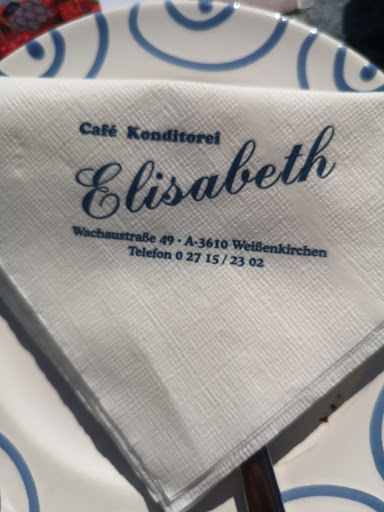 Café Konditorei
Elisabeth
Wachaustraße 49 · A-3610 Weißenkirchen
Telefon 0 27 15 / 23 02